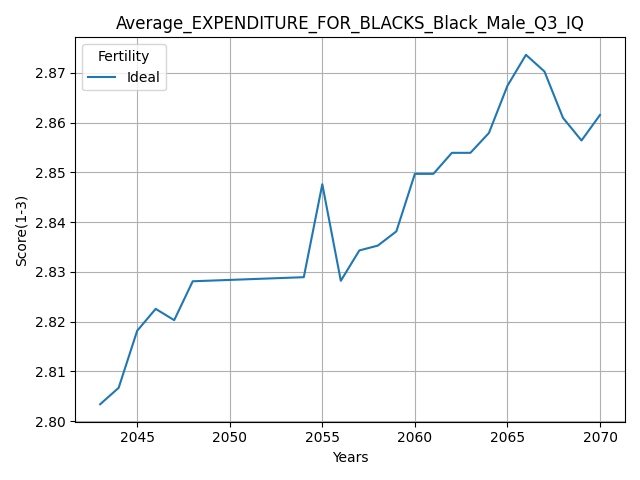 Average_EXPENDITURE_FOR_BLACKS_Black_Male_Q3_IQ
Fertility
Ideal
Score(1-3)
2.87
2.86
2.85
2.84
2.83
2.82
2.81
2.80
2045 2050 2055 2060 2065 2070
Years